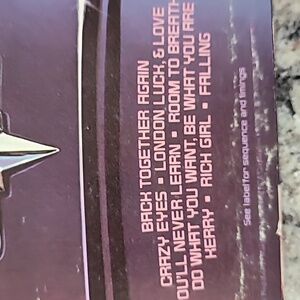 BACK TOGETHER AGAIN
CRAZY EYES • LONDON LUCK, & LOVE
YOU'LL NEVER LEARN • ROOM TO BREATHE
DO WHAT YOU WANT, BE WHAT YOU ARE
KERRY • RICH GIRL • FALLING
See label for sequence and timings